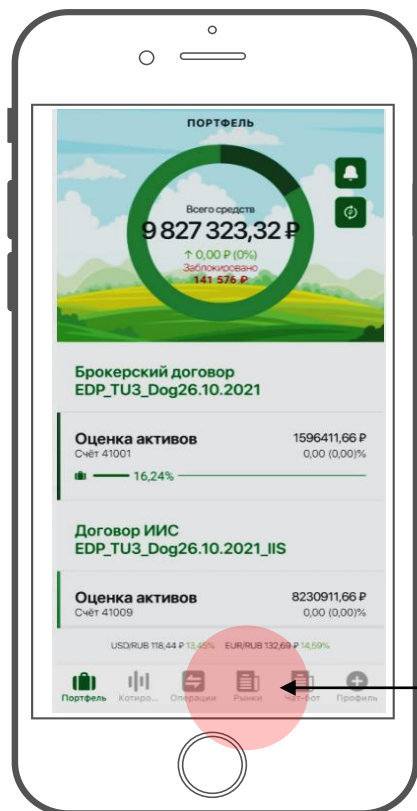 ПОРТФЕЛЬ
Всего средств
9 827 323,32 ₽
↑ 0,00 ₽ (0%)
Заблокировано
141 576 ₽
Брокерский договор
EDP_TU3_Dog26.10.2021
Оценка активов 1596411,66 ₽
Счёт 41001 0,00 (0,00)%
16,24%
Договор ИИС
EDP_TU3_Dog26.10.2021_IIS
Оценка активов 8230911,66 ₽
Счёт 41009 0,00 (0,00)%
USD/RUB 118,44 ₽ 13,45% EUR/RUB 132,69 ₽ 14,59%
Портфель Котиро... Операции Рынки Чат-бот Профиль